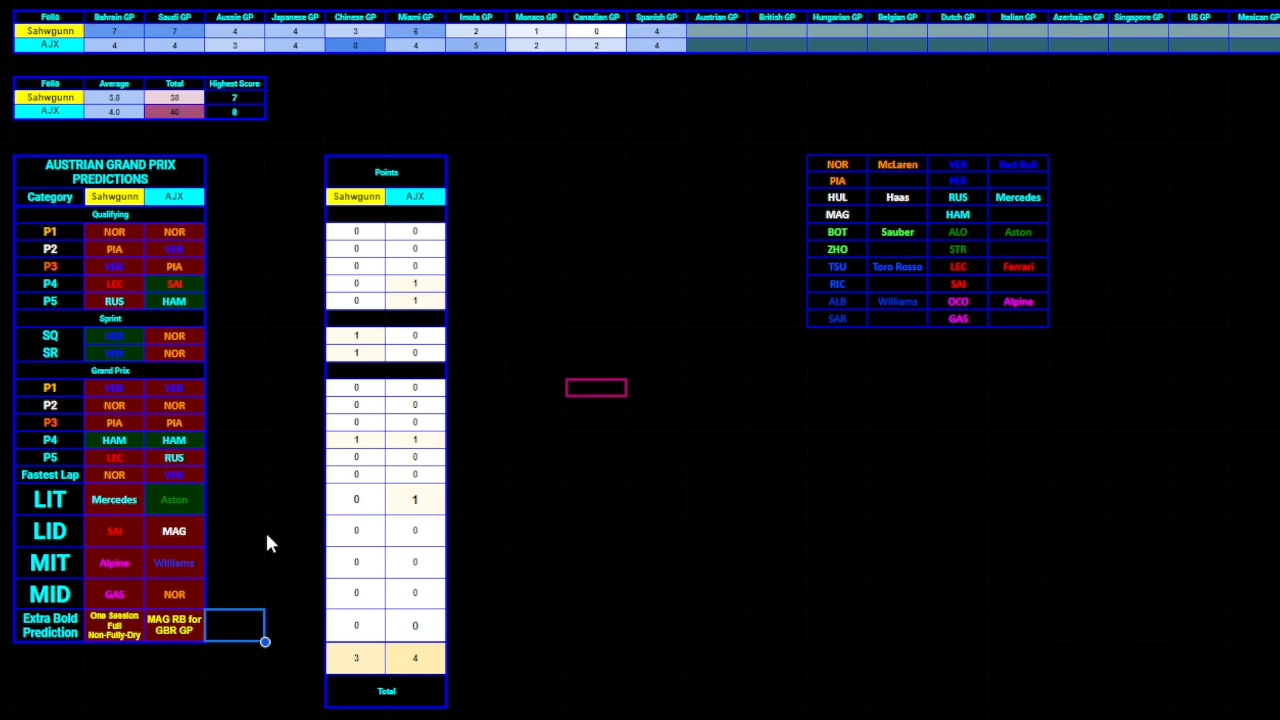 Fella Bahrain GP Saudi GP Aussie GP Japanese GP Chinese GP Miami GP Imola GP Monaco GP Canadian GP Spanish GP Austrian GP British GP Hungarian GP Belgian GP Dutch GP Italian GP Azerbaijan GP Singapore GP US GP Mexican GP
Sahwgunn 7 7 4 4 3 6 2 1 0 4
AJX 4 4 3 4 8 4 5 2 2 4
Fella Average Total Highest Score
Sahwgunn 3.8 38 7
AJX 4.0 40 8
AUSTRIAN GRAND PRIX
PREDICTIONS
Category Sahwgunn AJX
Qualifying
P1 NOR NOR
P2 PIA VER
P3 VER PIA
P4 LEC SAI
P5 RUS HAM
Sprint
SQ VER NOR
SR VER NOR
Grand Prix
P1 VER VER
P2 NOR NOR
P3 PIA PIA
P4 HAM HAM
P5 LEC RUS
Fastest Lap NOR VER
LIT Mercedes Aston
LID SAI MAG
MIT Alpine Williams
MID GAS NOR
Extra Bold
Prediction
One Session
Full
Non-Fully-Dry
MAG RB for
GBR GP
Points
Sahwgunn AJX
0 0
0 0
0 0
0 1
0 1
1 0
1 0
0 0
0 0
0 0
1 1
0 0
0 0
0 1
0 0
0 0
0 0
0 0
3 4
Total
NOR McLaren VER Red Bull
PIA PER
HUL Haas RUS Mercedes
MAG HAM
BOT Sauber ALO Aston
ZHO STR
TSU Toro Rosso LEC Ferrari
RIC SAI
ALB Williams OCO Alpine
SAR GAS